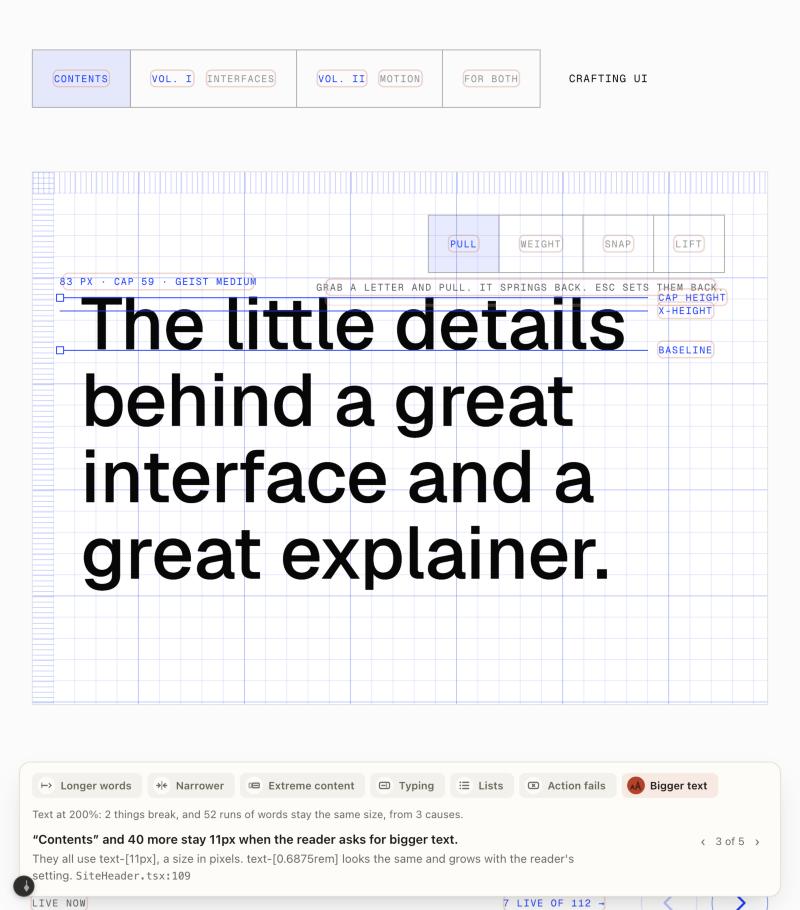 CONTENTS VOL. I INTERFACES VOL. II MOTION FOR BOTH CRAFTING UI
PULL WEIGHT SNAP LIFT
83 PX · CAP 59 · GEIST MEDIUM
GRAB A LETTER AND PULL. IT SPRINGS BACK. ESC SETS THEM BACK.
CAP HEIGHT
X-HEIGHT
BASELINE
The little details
behind a great
interface and a
great explainer.
Longer words Narrower Extreme content Typing Lists Action fails Bigger text
Text at 200%: 2 things break, and 52 runs of words stay the same size, from 3 causes.
“Contents” and 40 more stay 11px when the reader asks for bigger text.
‹ 3 of 5 ›
They all use text-[11px], a size in pixels. text-[0.6875rem] looks the same and grows with the reader's
setting. SiteHeader.tsx:109
LIVE NOW 7 LIVE OF 112 →